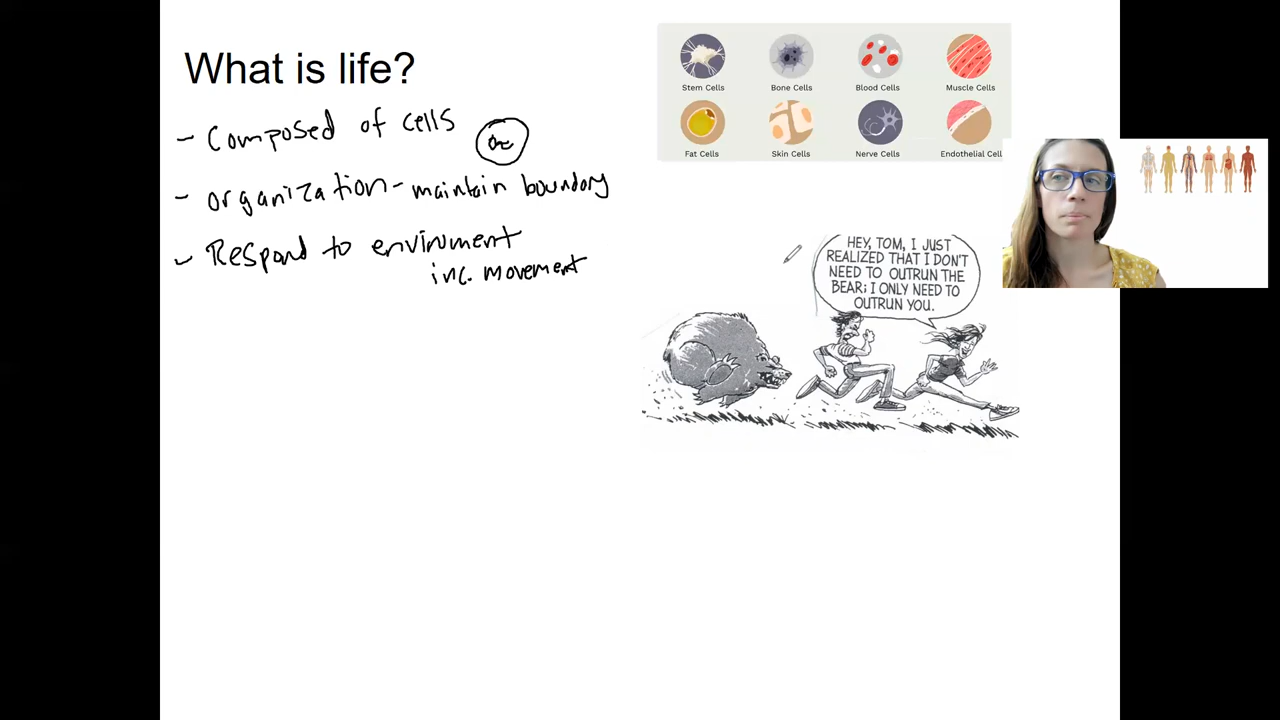 What is life?
- Composed of cells
- organization - maintain boundary
- Respond to enviroment
inc. movement
Stem Cells
Bone Cells
Blood Cells
Muscle Cells
Fat Cells
Skin Cells
Nerve Cells
Endothelial Cell
HEY, TOM, I JUST
REALIZED THAT I DON'T
NEED TO OUTRUN THE
BEAR; I ONLY NEED TO
OUTRUN YOU.